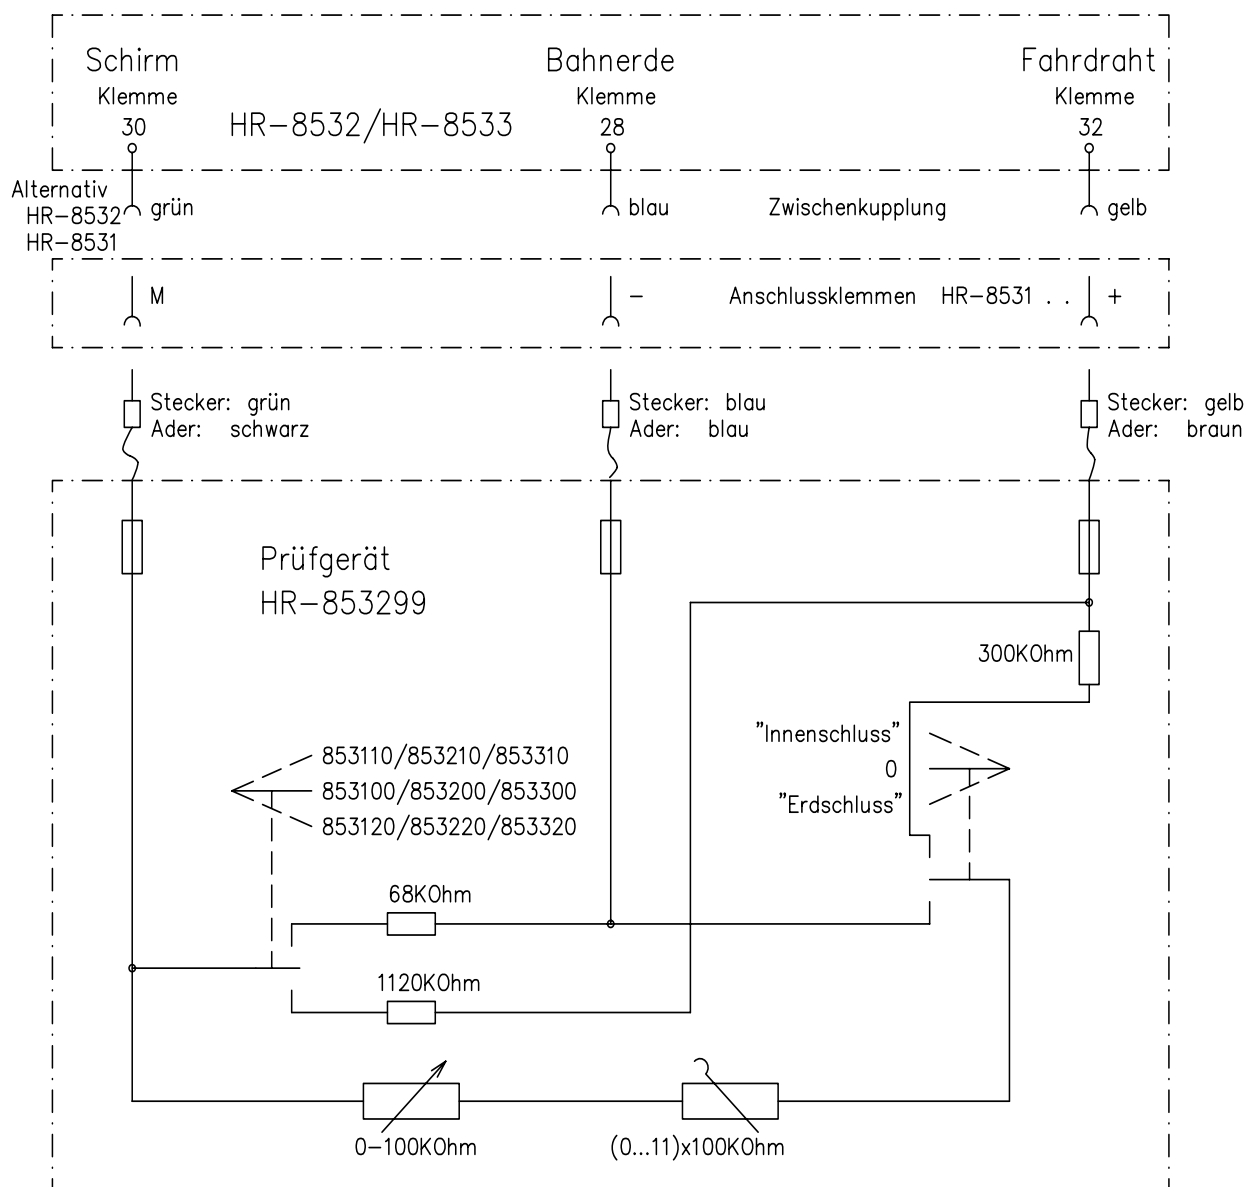 Schirm
Bahnerde
Fahrdraht
Klemme
Klemme
Klemme
30
HR-8532/HR-8533
28
32
Alternativ
HR-8532
HR-8531
grün
blau
Zwischenkupplung
gelb
M
-
Anschlussklemmen HR-8531 . .
+
Stecker: grün
Ader: schwarz
Stecker: blau
Ader: blau
Stecker: gelb
Ader: braun
Prüfgerät
HR-853299
300KOhm
"Innenschluss"
0
"Erdschluss"
853110/853210/853310
853100/853200/853300
853120/853220/853320
68KOhm
1120KOhm
0-100KOhm
(0...11)x100KOhm